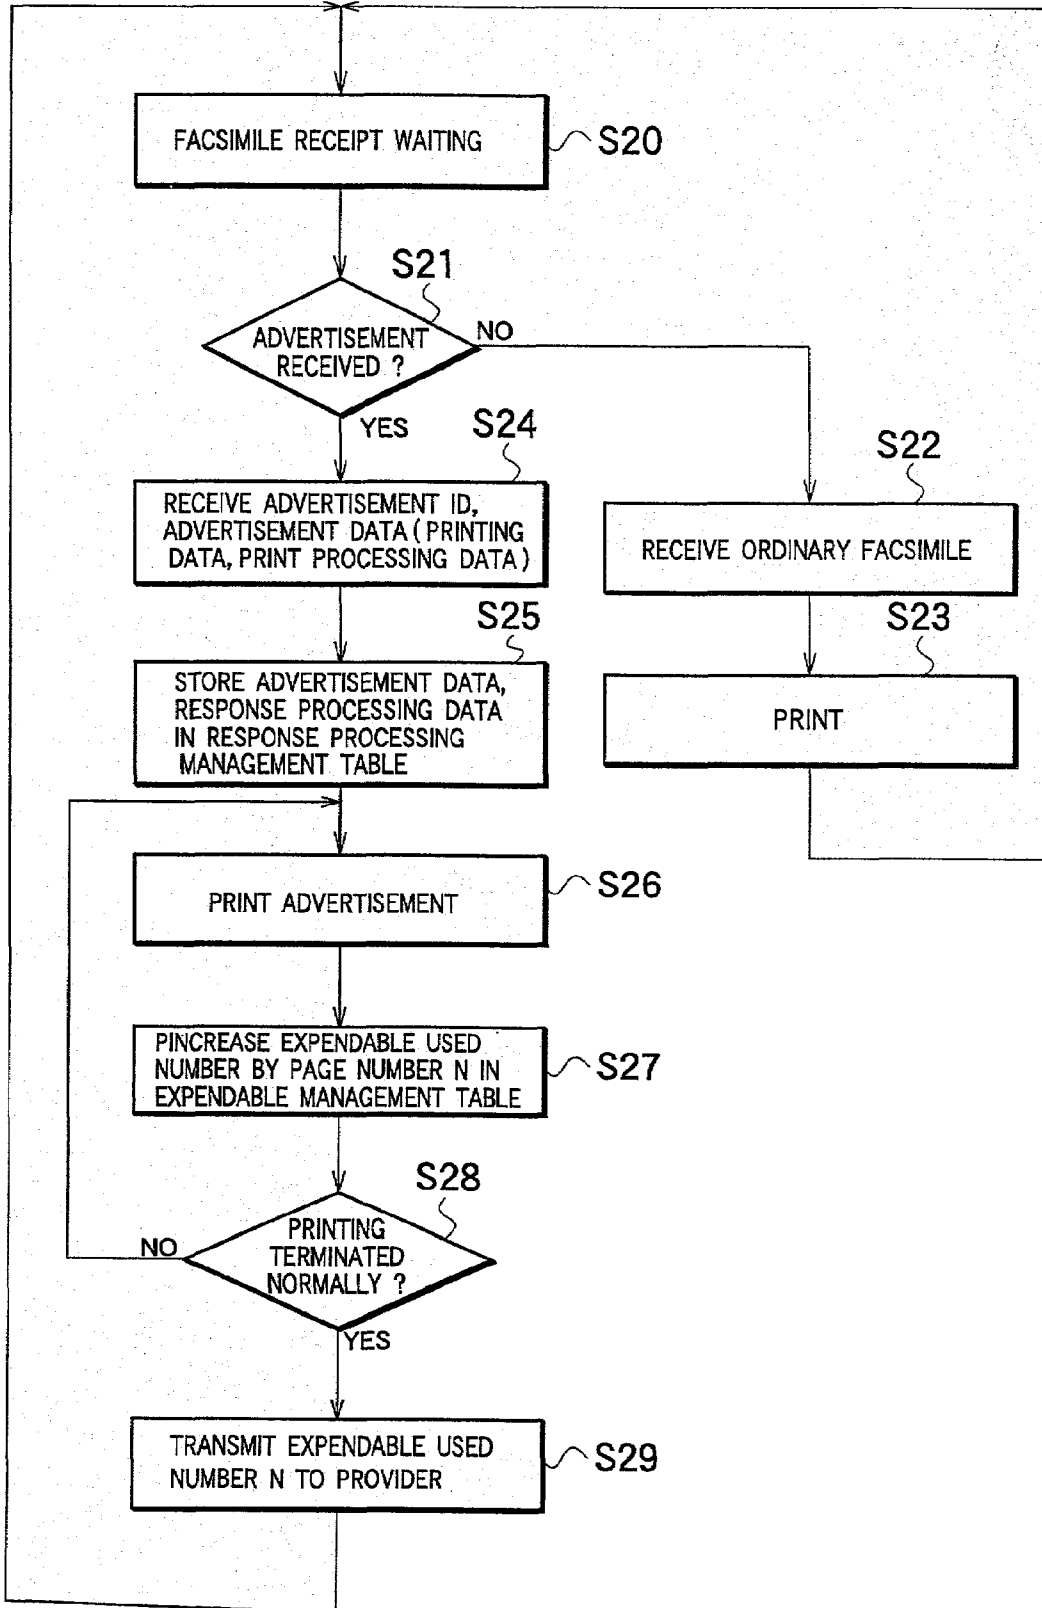 FACSIMILE RECEIPT WAITING
S20
S21
ADVERTISEMENT
RECEIVED ?
NO
YES
S24
RECEIVE ADVERTISEMENT ID,
ADVERTISEMENT DATA (PRINTING
DATA, PRINT PROCESSING DATA)
S22
RECEIVE ORDINARY FACSIMILE
S25
STORE ADVERTISEMENT DATA,
RESPONSE PROCESSING DATA
IN RESPONSE PROCESSING
MANAGEMENT TABLE
S23
PRINT
PRINT ADVERTISEMENT
S26
PINCREASE EXPENDABLE USED
NUMBER BY PAGE NUMBER N IN
EXPENDABLE MANAGEMENT TABLE
S27
S28
PRINTING
TERMINATED
NORMALLY ?
NO
YES
TRANSMIT EXPENDABLE USED
NUMBER N TO PROVIDER
S29